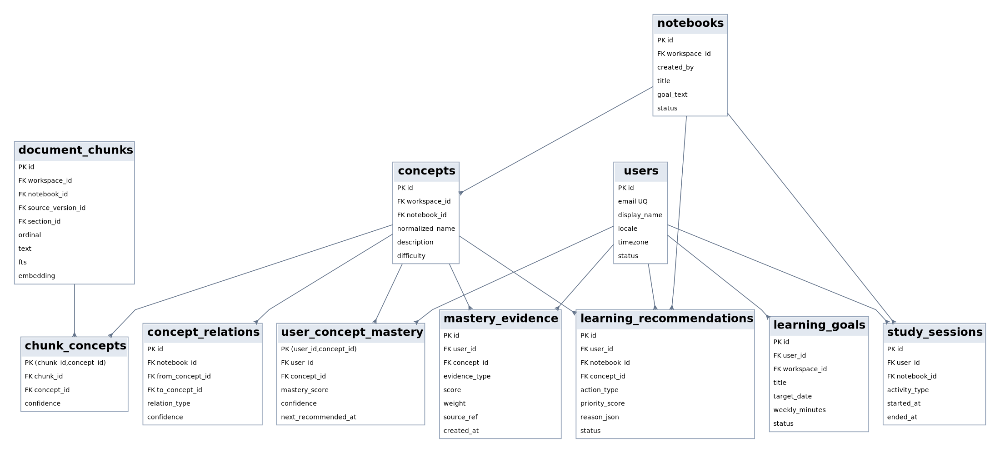 notebooks
PK id
FK workspace_id
created_by
title
goal_text
status
document_chunks
PK id
FK workspace_id
FK notebook_id
FK source_version_id
FK section_id
ordinal
text
fts
embedding
concepts
PK id
FK workspace_id
FK notebook_id
normalized_name
description
difficulty
users
PK id
email UQ
display_name
locale
timezone
status
chunk_concepts
PK (chunk_id,concept_id)
FK chunk_id
FK concept_id
confidence
concept_relations
PK id
FK notebook_id
FK from_concept_id
FK to_concept_id
relation_type
confidence
user_concept_mastery
PK (user_id,concept_id)
FK user_id
FK concept_id
mastery_score
confidence
next_recommended_at
mastery_evidence
PK id
FK user_id
FK concept_id
evidence_type
score
weight
source_ref
created_at
learning_recommendations
PK id
FK user_id
FK notebook_id
FK concept_id
action_type
priority_score
reason_json
status
learning_goals
PK id
FK user_id
FK workspace_id
title
target_date
weekly_minutes
status
study_sessions
PK id
FK user_id
FK notebook_id
activity_type
started_at
ended_at